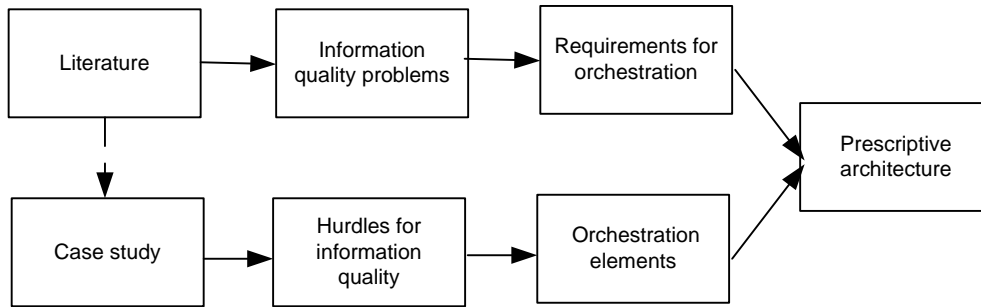 Literature
Information
quality problems
Requirements for
orchestration
Prescriptive
architecture
Case study
Hurdles for
information
quality
Orchestration
elements